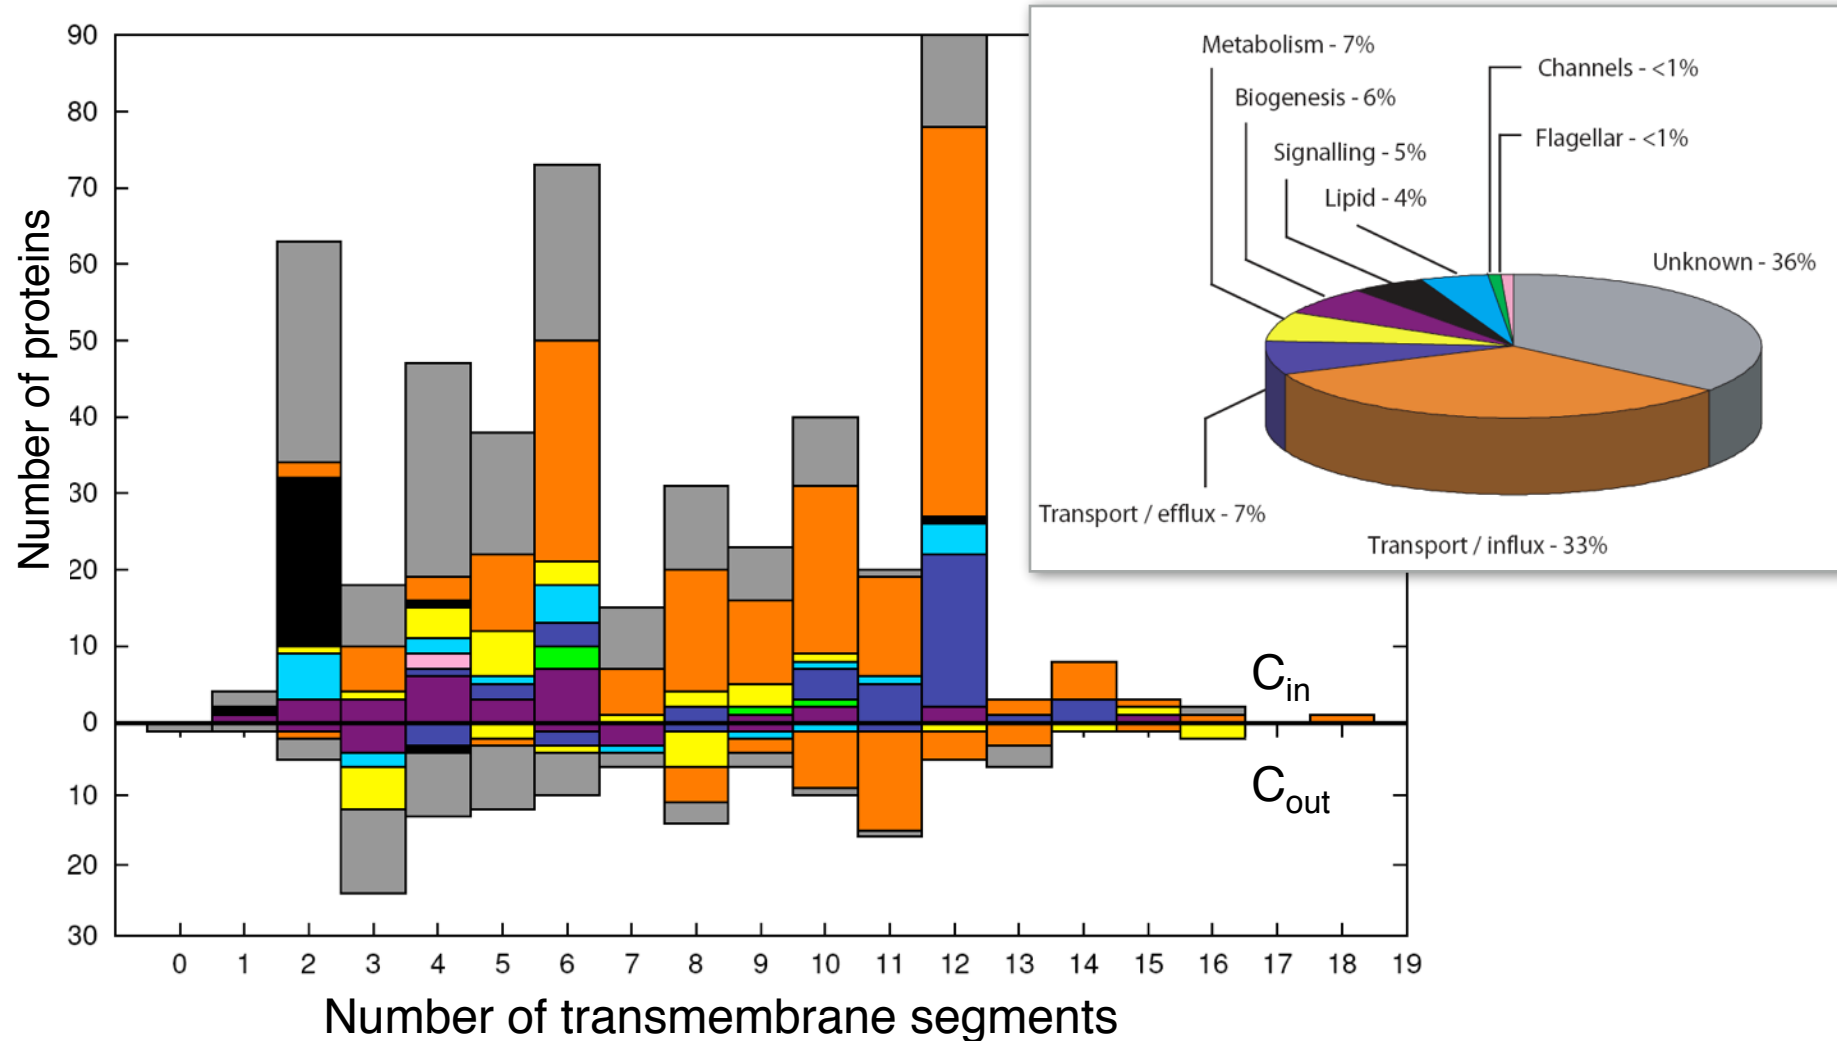 Number of proteins
90
80
70
60
50
40
30
20
10
0
10
20
30
0 1 2 3 4 5 6 7 8 9 10 11 12 13 14 15 16 17 18 19
Number of transmembrane segments
Cin
Cout
Metabolism - 7%
Biogenesis - 6%
Signalling - 5%
Lipid - 4%
Channels - <1%
Flagellar - <1%
Unknown - 36%
Transport / efflux - 7%
Transport / influx - 33%